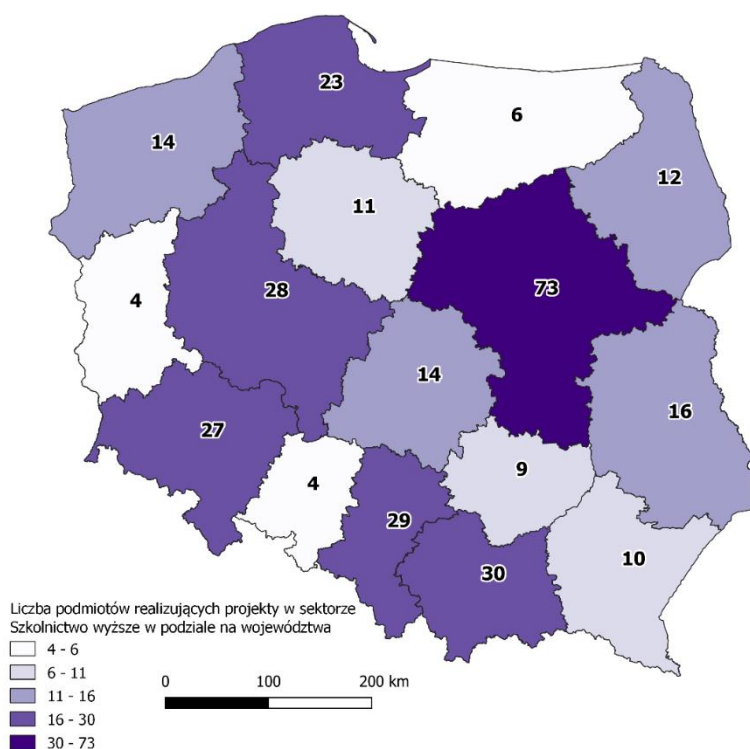 23
6
14
12
11
28
73
4
14
16
27
9
4
29
10
30
Liczba podmiotów realizujących projekty w sektorze
Szkolnictwo wyższe w podziale na województwa
4 - 6
6 - 11
11 - 16
16 - 30
30 - 73
0 100 200 km